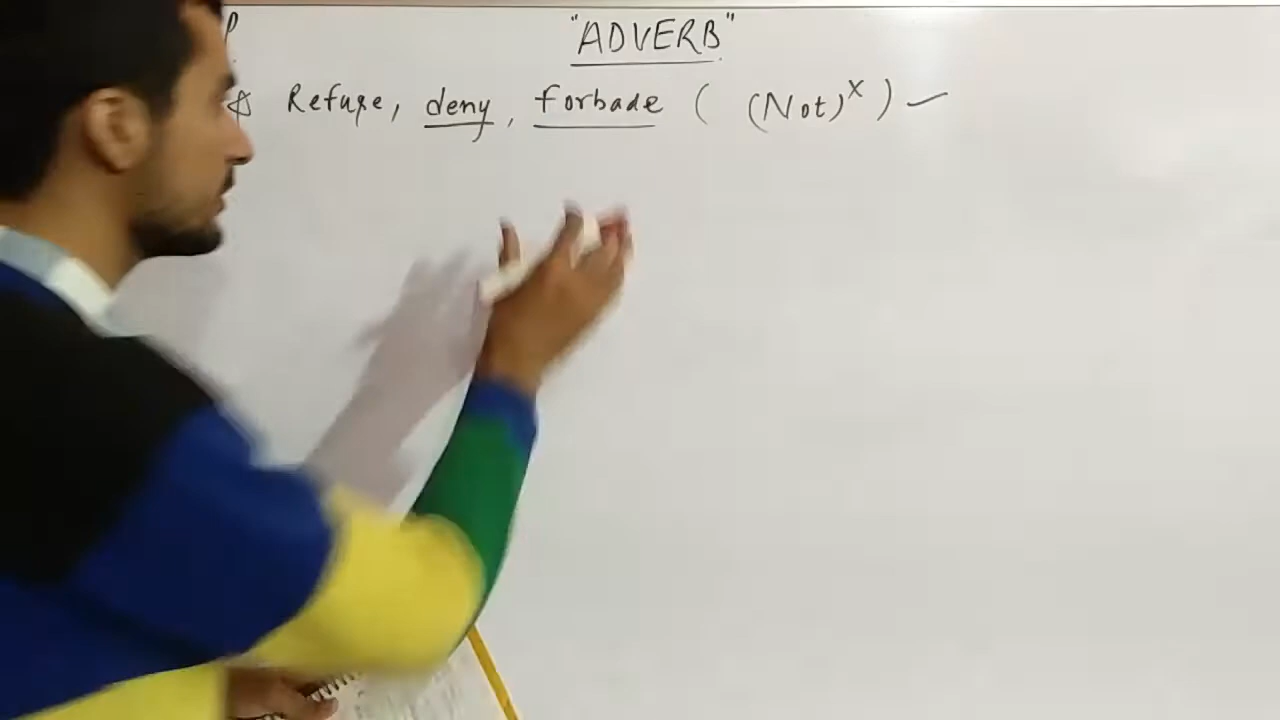 "ADVERB"
Refuse, deny, forbade ( (Not)ˣ ) –